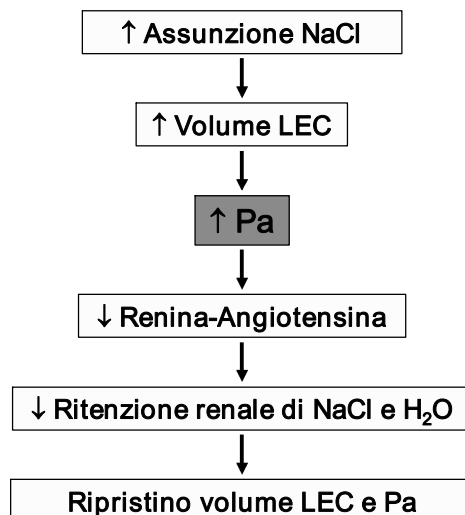 ↑ Assunzione NaCl
↑ Volume LEC
↑ Pa
↓ Renina-Angiotensina
↓ Ritenzione renale di NaCl e H₂O
Ripristino volume LEC e Pa